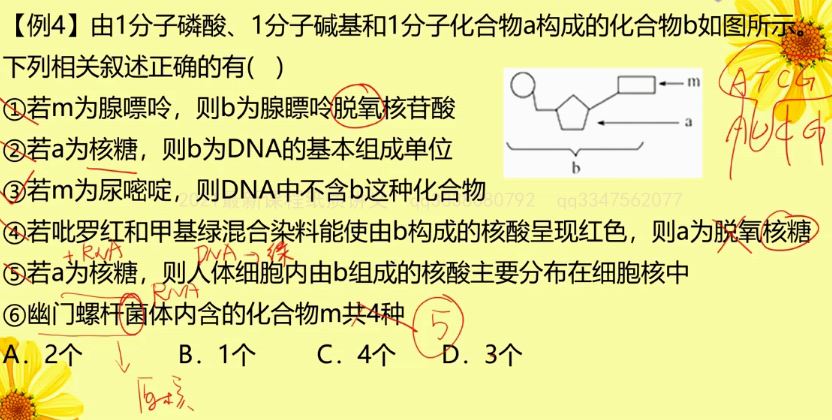 【例4】由1分子磷酸、1分子碱基和1分子化合物a构成的化合物b如图所示。
下列相关叙述正确的有( )
①若m为腺嘌呤，则b为腺瞟呤脱氧核苷酸
②若a为核糖，则b为DNA的基本组成单位
③若m为尿嘧啶，则DNA中不含b这种化合物
④若吡罗红和甲基绿混合染料能使由b构成的核酸呈现红色，则a为脱氧核糖
+RNA DNA→绿
⑤若a为核糖，则人体细胞内由b组成的核酸主要分布在细胞核中
RNA
⑥幽门螺杆菌体内含的化合物m共4种
5
A．2个 B．1个 C．4个 D．3个
原核
m
a
b
ATCG
AUCG
qq3347562077